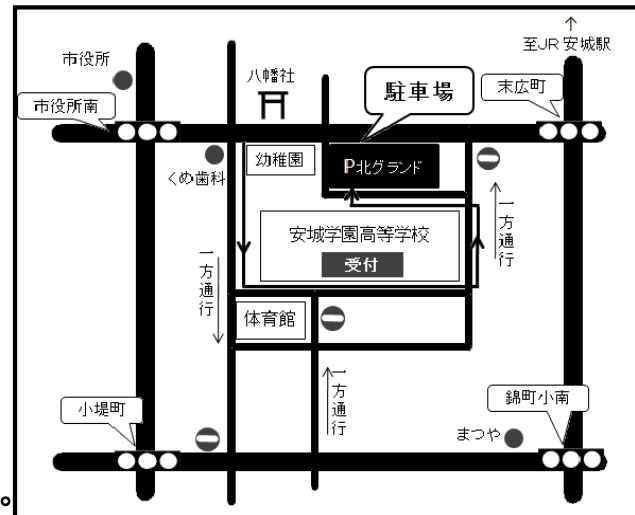 至JR 安城駅
市役所
市役所南
八幡社
駐車場
末広町
くめ歯科
幼稚園
P北グランド
一方通行
安城学園高等学校
受付
一方通行
体育館
一方通行
小堤町
錦町小南
まつや
。